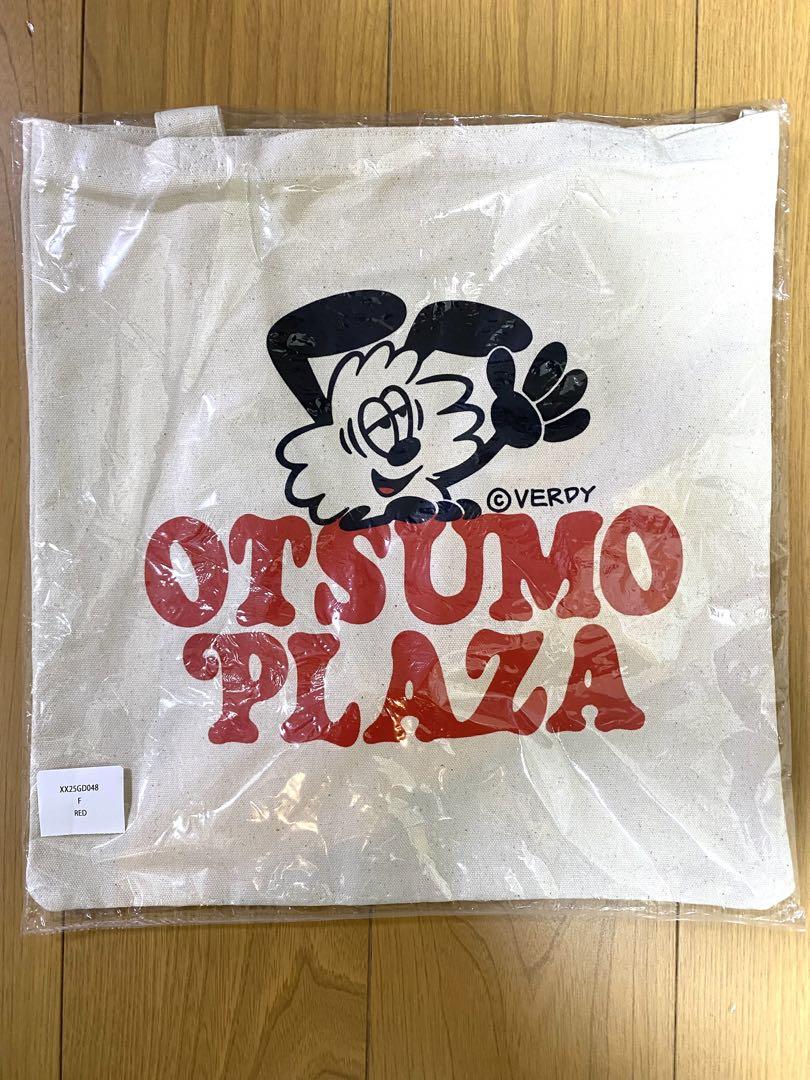 ©VERDY
OTSUMO
PLAZA
XX25GD048
F
RED